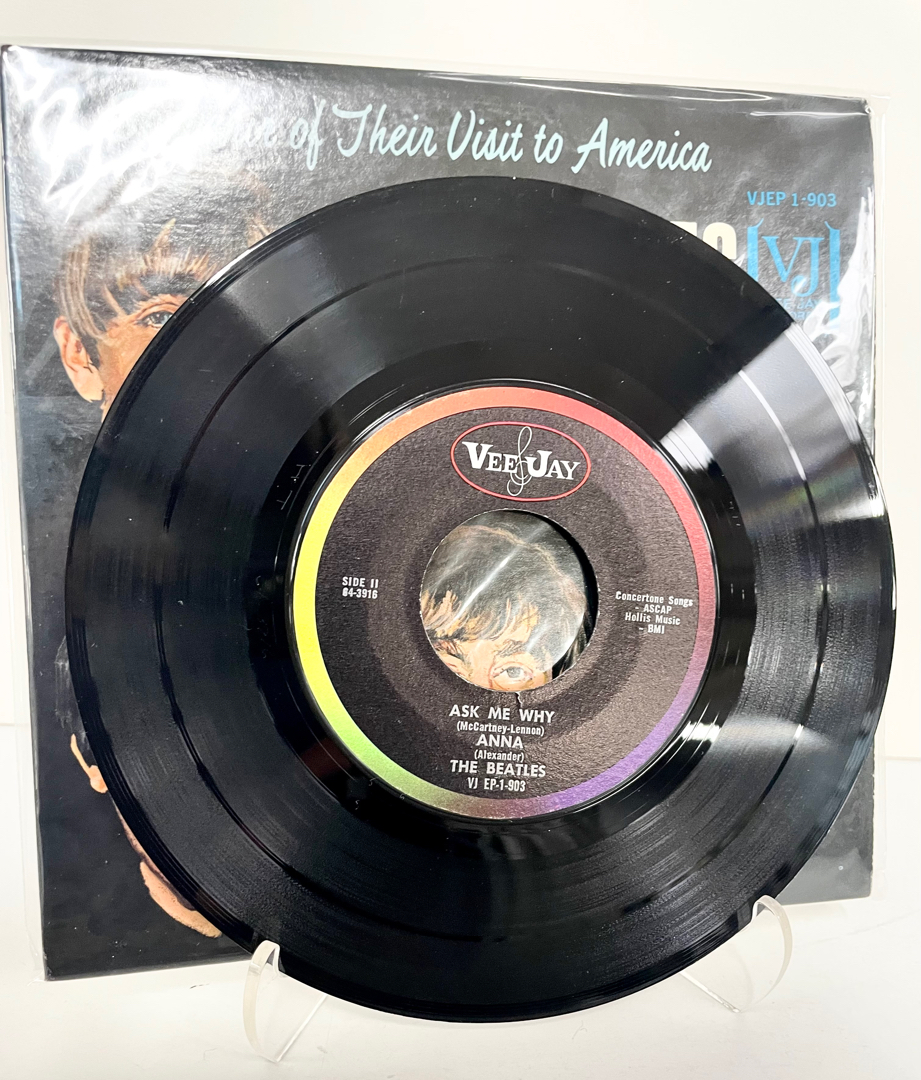 of Their Visit to America
VJEP 1-903
VJ
VEE JAY
SIDE II
64-3916
Concertone Songs
- ASCAP
Hollis Music
- BMI
ASK ME WHY
(McCartney-Lennon)
ANNA
(Alexander)
THE BEATLES
VJ EP-1-903